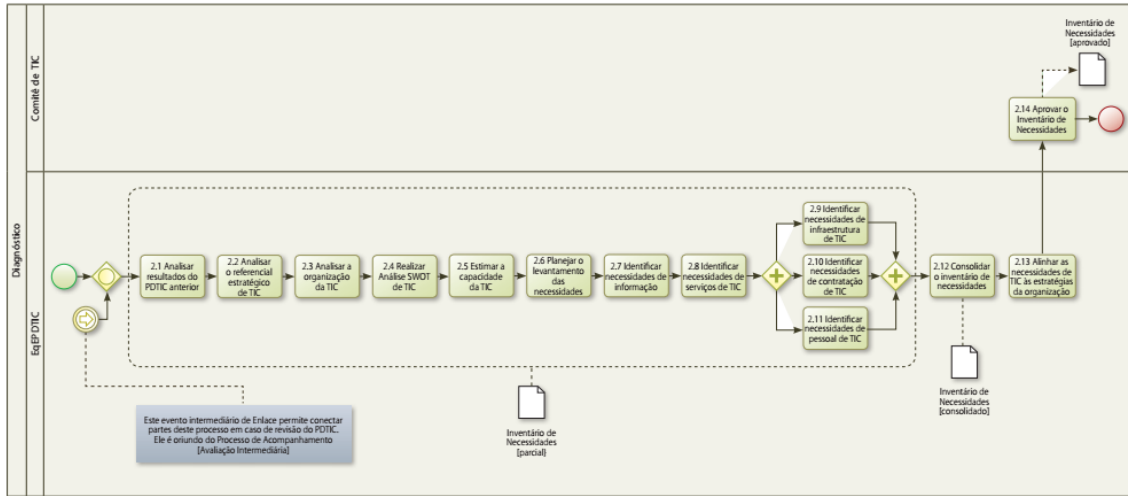 Diagnóstico
Comitê de TIC
Inventário de
Necessidades
[aprovado]
2.14 Aprovar o
Inventário de
Necessidades
EqEPDTIC
2.1 Analisar
resultados do
PDTIC anterior
2.2 Analisar
o referencial
estratégico
de TIC
2.3 Analisar a
organização
da TIC
2.4 Realizar
Análise SWOT
de TIC
2.5 Estimar a
capacidade
da TIC
2.6 Planejar o
levantamento
das necessidades
2.7 Identificar
necessidades de
informação
2.8 Identificar
necessidades de
serviços de TIC
2.9 Identificar
necessidades de
infraestrutura
de TIC
2.10 Identificar
necessidades
de contratação
de TIC
2.11 Identificar
necessidades de
pessoal de TIC
2.12 Consolidar
o inventário de
necessidades
2.13 Alinhar as
necessidades de
TIC às estratégias
da organização
Este evento intermediário de Enlace permite conectar
partes deste processo em caso de revisão do PDTIC.
Ele é oriundo do Processo de Acompanhamento
[Avaliação Intermediária]
Inventário de
Necessidades
[parcial}
Inventário de
Necessidades
[consolidado]